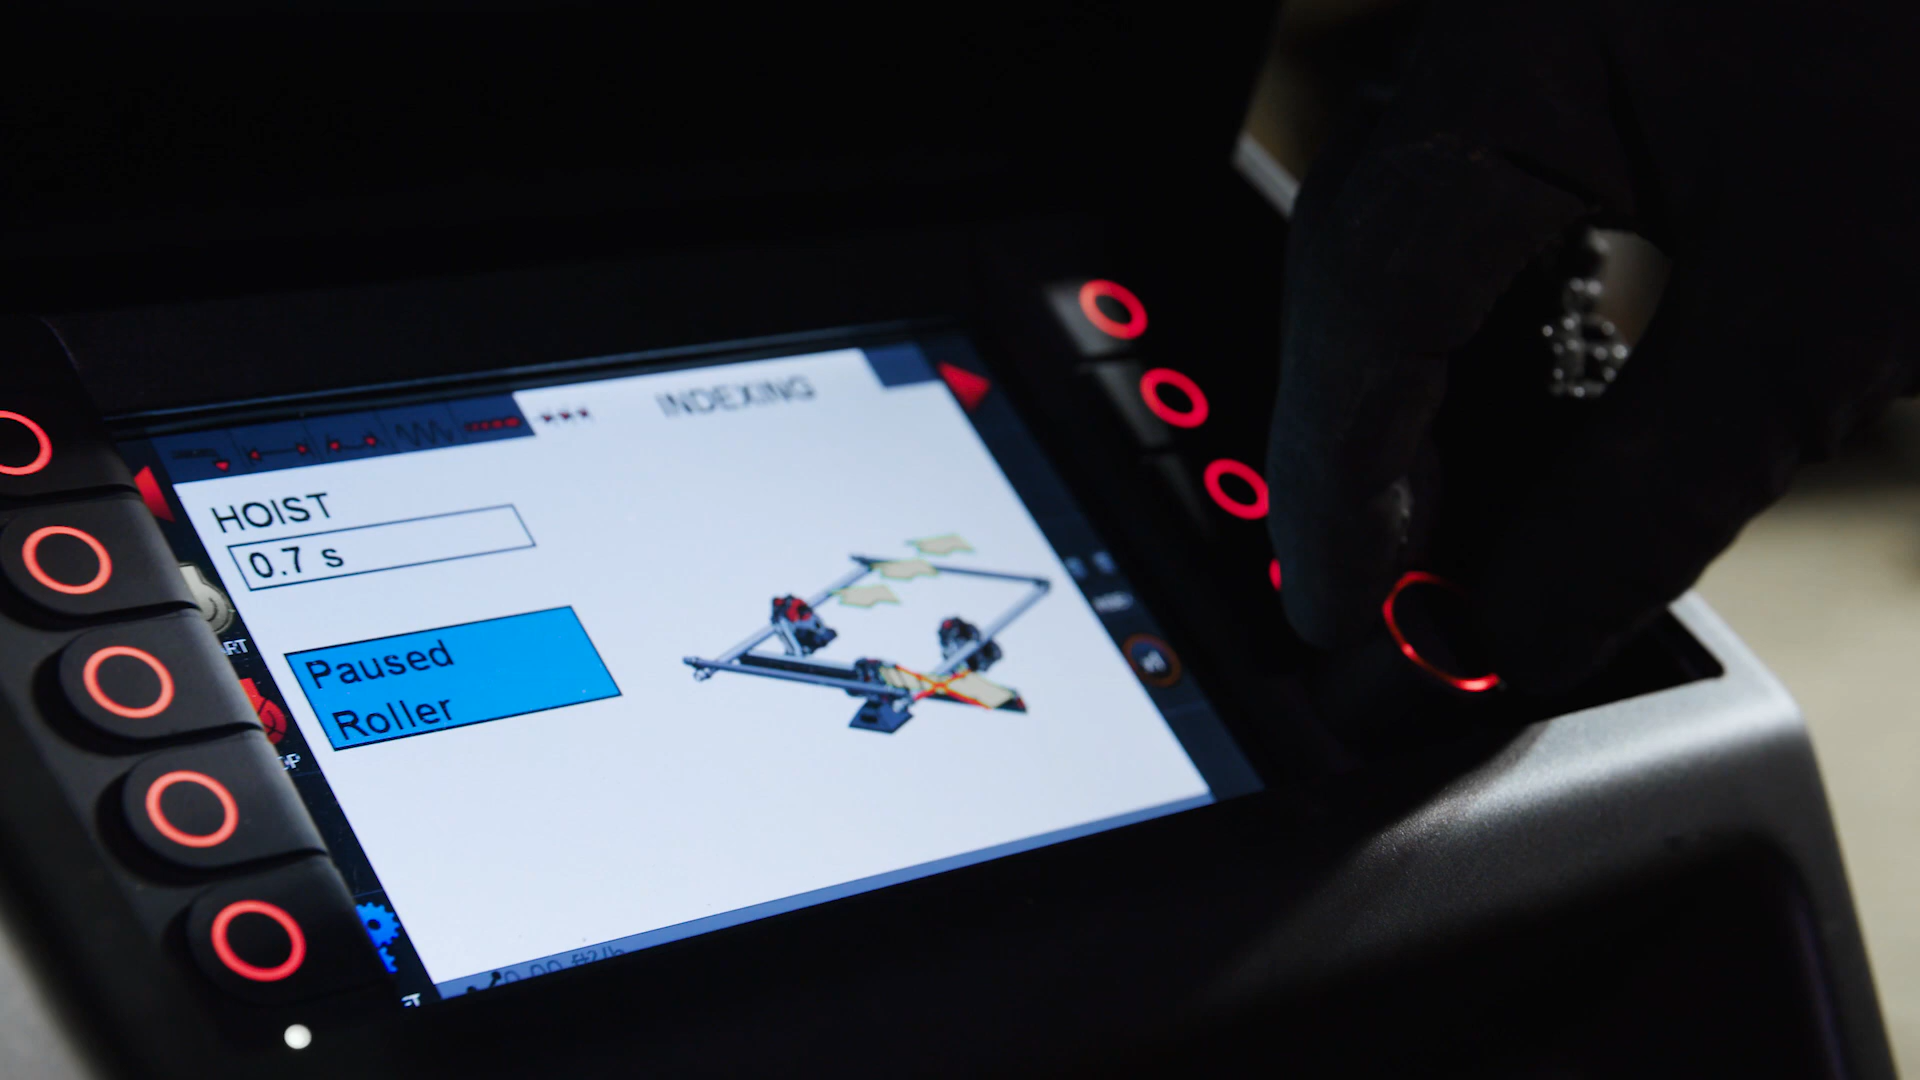 INDEXING
HOIST
0.7 s
Paused
Roller